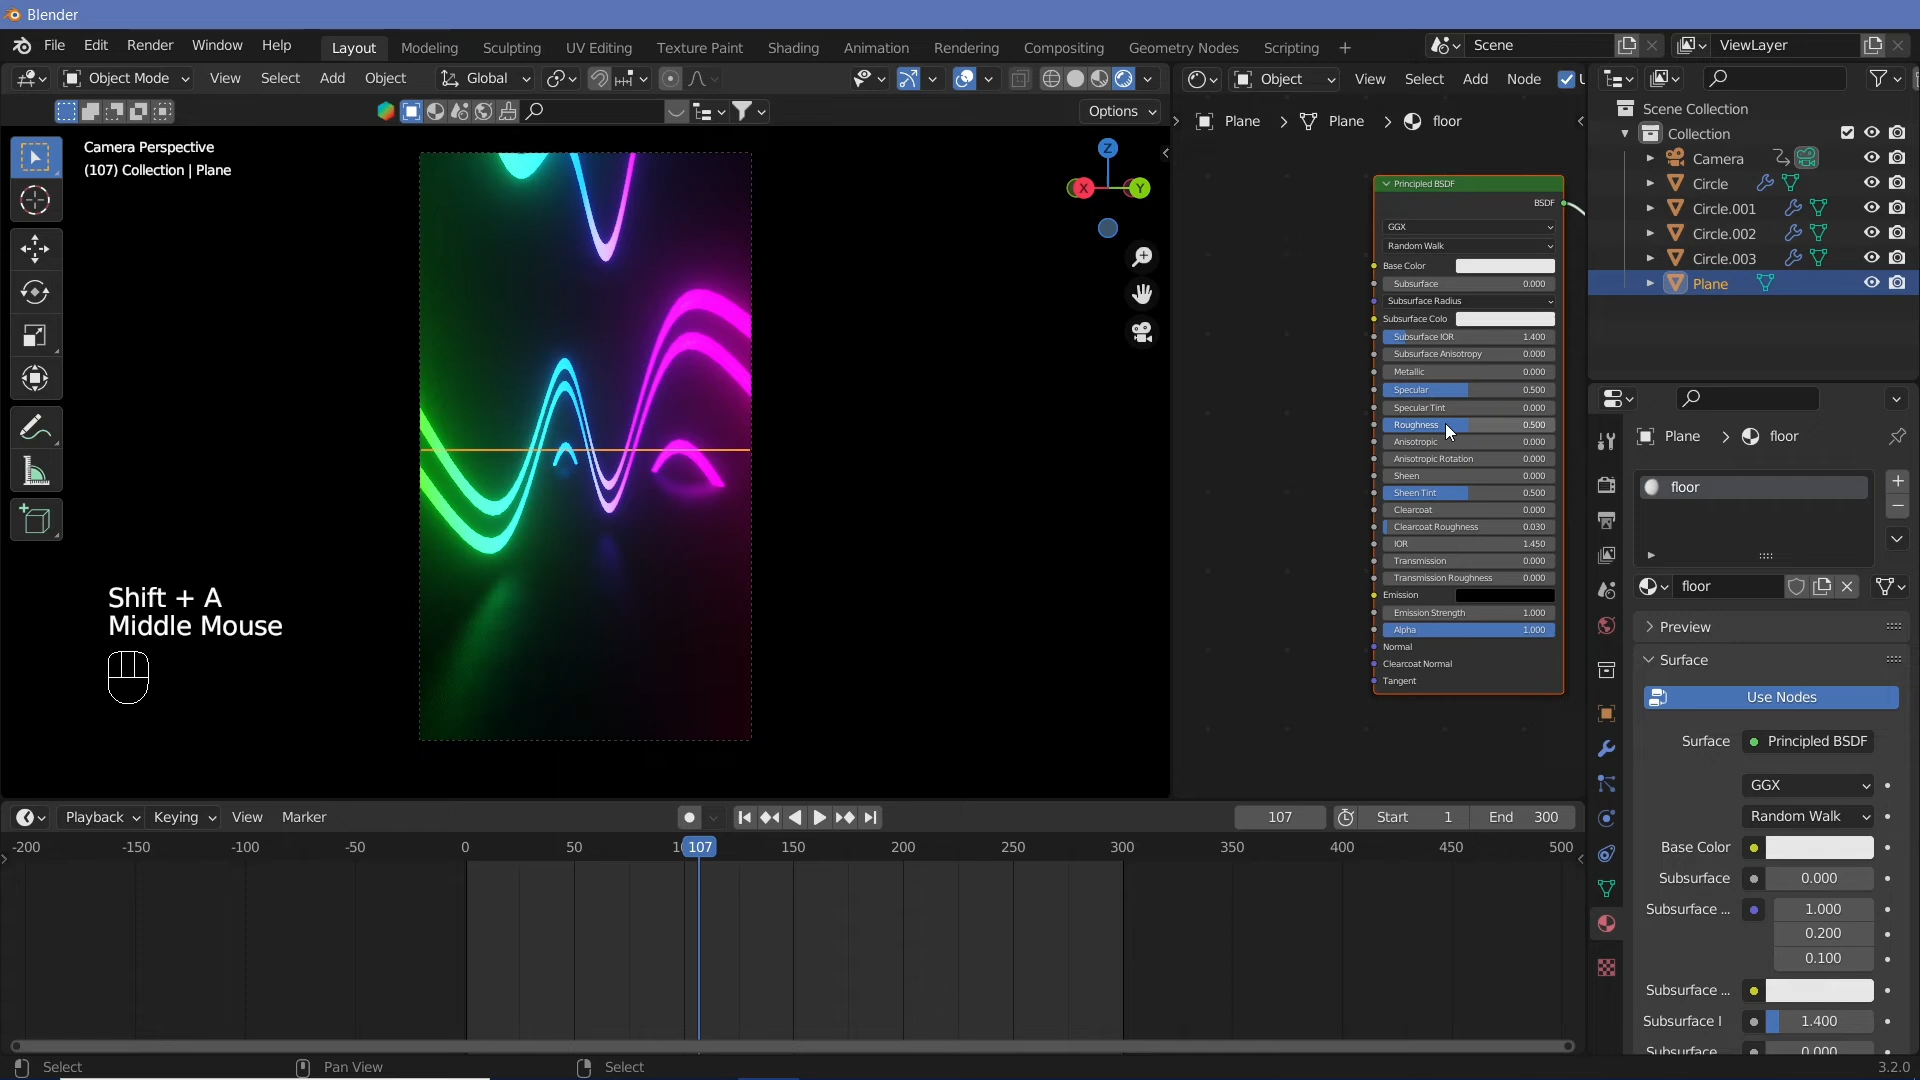 Blender
File Edit Render Window Help Layout Modeling Sculpting UV Editing Texture Paint Shading Animation Rendering Compositing Geometry Nodes Scripting + Scene ViewLayer
Object Mode View Select Add Object Global Object View Select Add Node
Options
Plane > Plane > floor
Camera Perspective
(107) Collection | Plane
Z
X
Y
Shift + A
Middle Mouse
Principled BSDF
BSDF
GGX
Random Walk
Base Color
Subsurface 0.000
Subsurface Radius
Subsurface Colo
Subsurface IOR 1.400
Subsurface Anisotropy 0.000
Metallic 0.000
Specular 0.500
Specular Tint 0.000
Roughness 0.500
Anisotropic 0.000
Anisotropic Rotation 0.000
Sheen 0.000
Sheen Tint 0.500
Clearcoat 0.000
Clearcoat Roughness 0.030
IOR 1.450
Transmission 0.000
Transmission Roughness 0.000
Emission
Emission Strength 1.000
Alpha 1.000
Normal
Clearcoat Normal
Tangent
Scene Collection
Collection
Camera
Circle
Circle.001
Circle.002
Circle.003
Plane
Plane > floor
floor
floor
Preview
Surface
Use Nodes
Surface Principled BSDF
GGX
Random Walk
Base Color
Subsurface 0.000
Subsurface ... 1.000
0.200
0.100
Subsurface ...
Subsurface I 1.400
Subsurface 0.000
Playback Keying View Marker 107 Start 1 End 300
-200 -150 -100 -50 0 50 107 150 200 250 300 350 400 450 500
Select Pan View Select 3.2.0